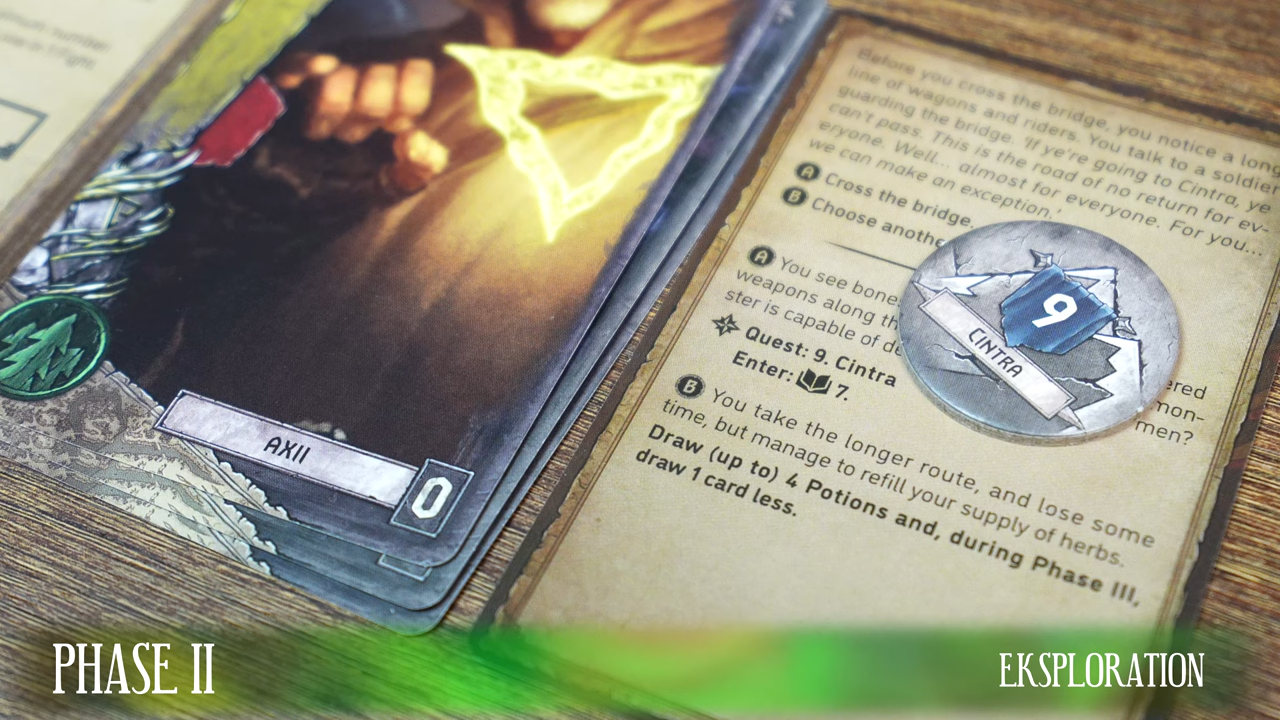 AXII
0
Before you cross the bridge, you notice a long
line of wagons and riders. You talk to a soldier
guarding the bridge. 'If ye're going to Cintra, ye
can't pass. This is the road of no return for ev-
eryone. Well... almost for everyone. For you...
we can make an exception.'
A Cross the bridge.
B Choose anothe
A You see bone
weapons along th
ered
ster is capable of de
mon-
men?
Quest: 9. Cintra
Enter: 7.
9
CINTRA
B You take the longer route, and lose some
time, but manage to refill your supply of herbs.
Draw (up to) 4 Potions and, during Phase III,
draw 1 card less.
PHASE II
EKSPLORATION